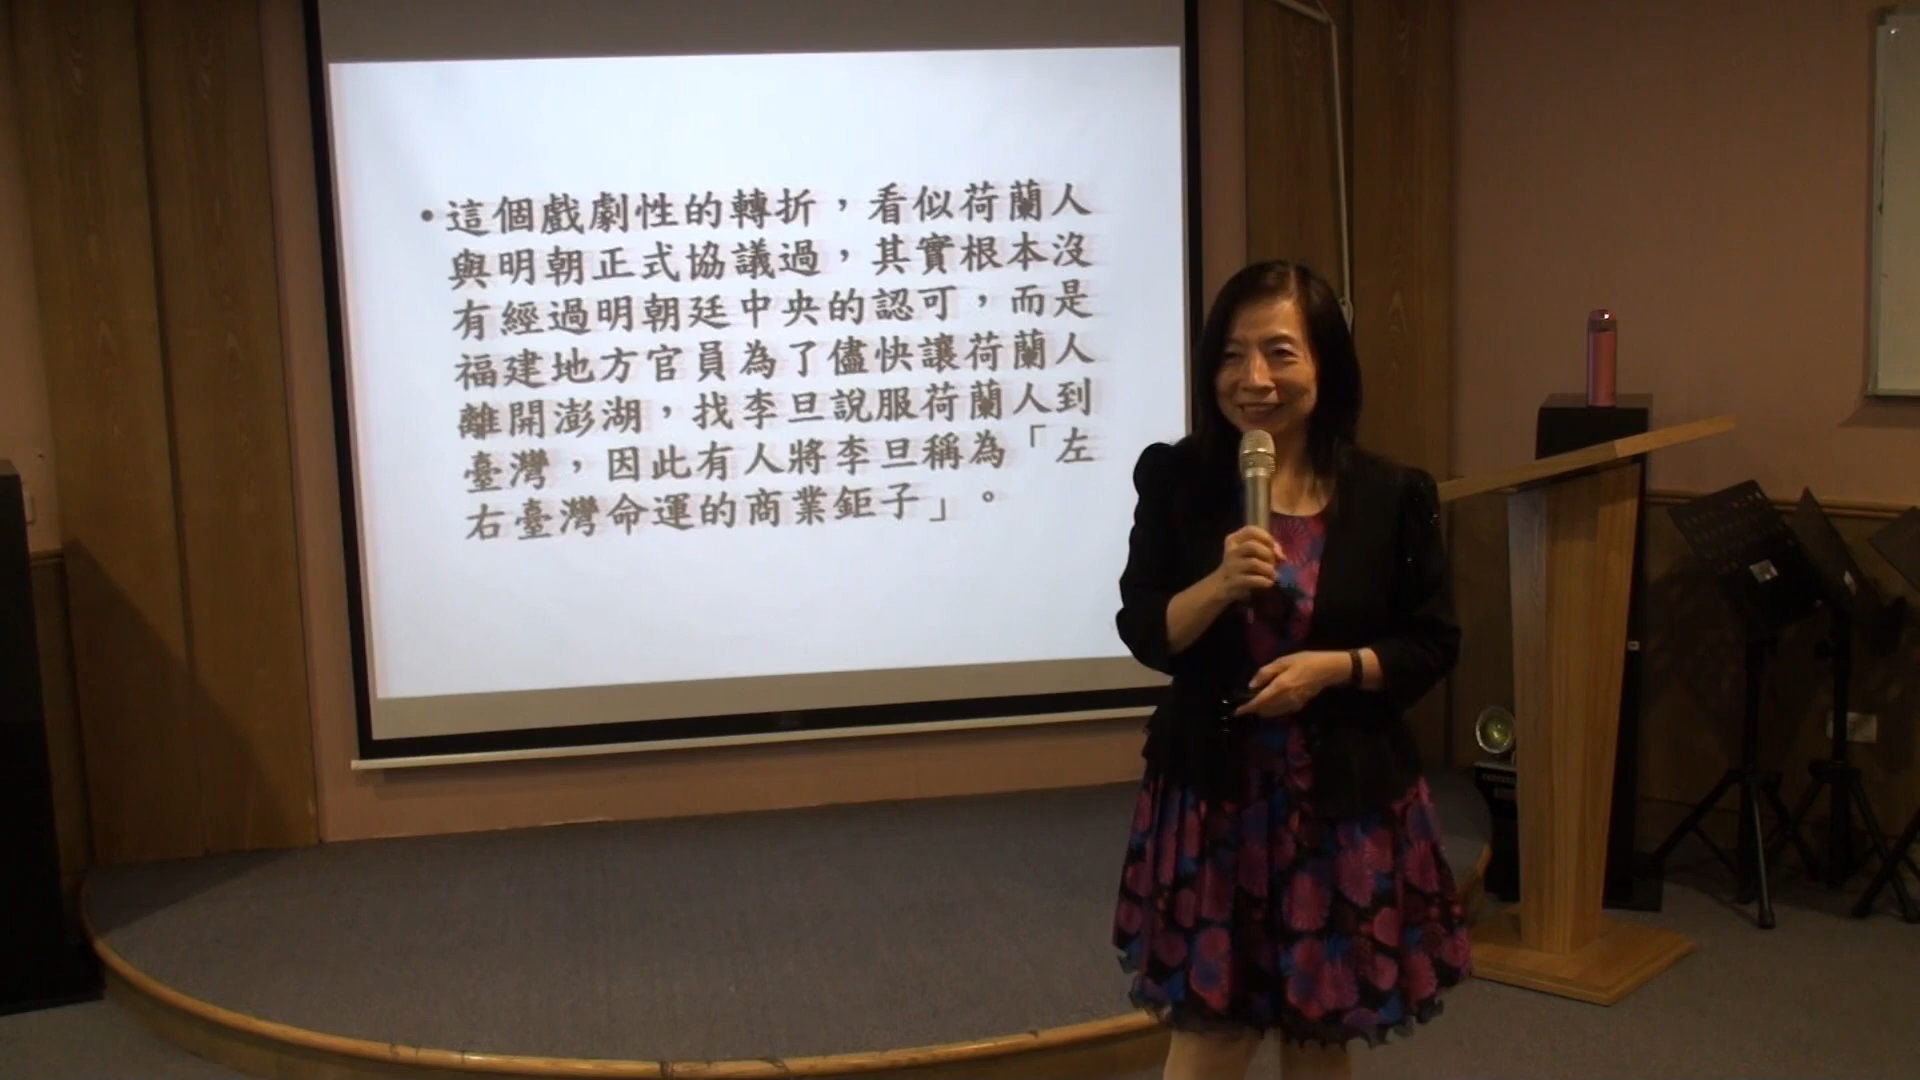 •這個戲劇性的轉折，看似荷蘭人
與明朝正式協議過，其實根本沒
有經過明朝廷中央的認可，而是
福建地方官員為了儘快讓荷蘭人
離開澎湖，找李旦說服荷蘭人到
臺灣，因此有人將李旦稱為「左
右臺灣命運的商業鉅子」。